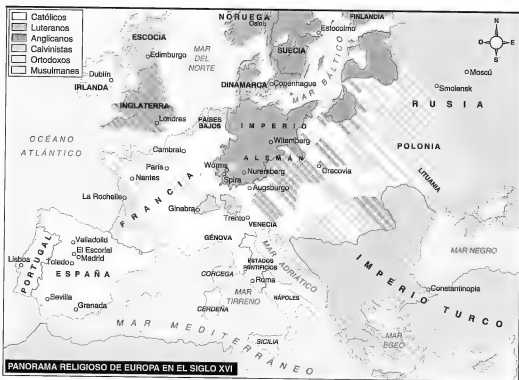 Católicos
Luteranos
Anglicanos
Calvinistas
Ortodoxos
Musulmanes
NORUEGA
Oslo
FINLANDIA
Estocolmo
SUECIA
ESCOCIA
Edimburgo
MAR DEL NORTE
MAR BÁLTICO
N
O
E
S
Moscú
Smolensk
RUSIA
Dublín
IRLANDA
DINAMARCA
Copenhague
INGLATERRA
Londres
PAÍSES BAJOS
IMPERIO ALEMÁN
Witemberg
POLONIA
OCÉANO ATLÁNTICO
Cambrai
París
Nantes
Worms
Spira
Nuremberg
Cracovia
Augsburgo
LITUANIA
La Rochelle
FRANCIA
Ginebra
Trento
VENECIA
GÉNOVA
MAR ADRIÁTICO
MAR NEGRO
Valladolid
El Escorial
Madrid
Toledo
Lisboa
PORTUGAL
ESPAÑA
CORCEGA
ESTADOS PONTIFICIOS
Roma
IMPERIO TURCO
Constantinopla
Sevilla
Granada
CERDEÑA
MAR TIRRENO
NÁPOLES
MAR MEDITERRÁNEO
SICILIA
MAR EGEO
PANORAMA RELIGIOSO DE EUROPA EN EL SIGLO XVI